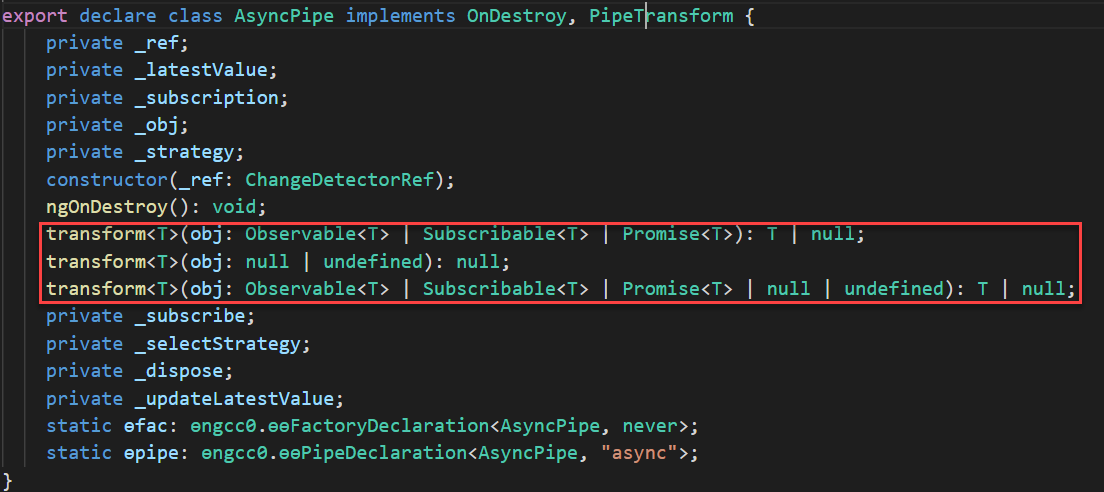 export declare class AsyncPipe implements OnDestroy, PipeTransform {
    private _ref;
    private _latestValue;
    private _subscription;
    private _obj;
    private _strategy;
    constructor(_ref: ChangeDetectorRef);
    ngOnDestroy(): void;
    transform<T>(obj: Observable<T> | Subscribable<T> | Promise<T>): T | null;
    transform<T>(obj: null | undefined): null;
    transform<T>(obj: Observable<T> | Subscribable<T> | Promise<T> | null | undefined): T | null;
    private _subscribe;
    private _selectStrategy;
    private _dispose;
    private _updateLatestValue;
    static ɵfac: ɵngcc0.ɵɵFactoryDeclaration<AsyncPipe, never>;
    static ɵpipe: ɵngcc0.ɵɵPipeDeclaration<AsyncPipe, "async">;
}